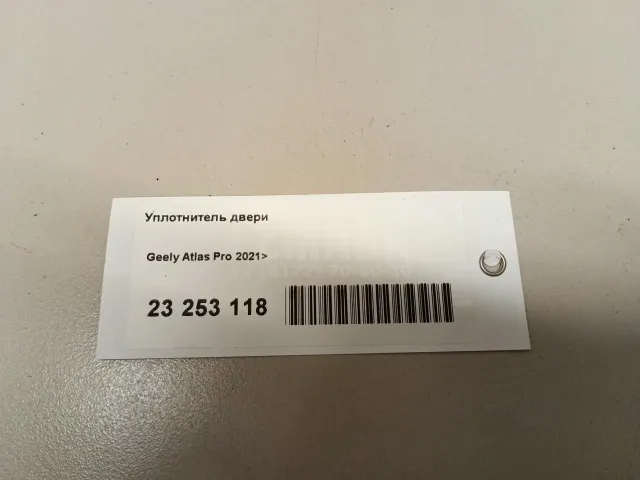 Уплотнитель двери
Geely Atlas Pro 2021>
23 253 118